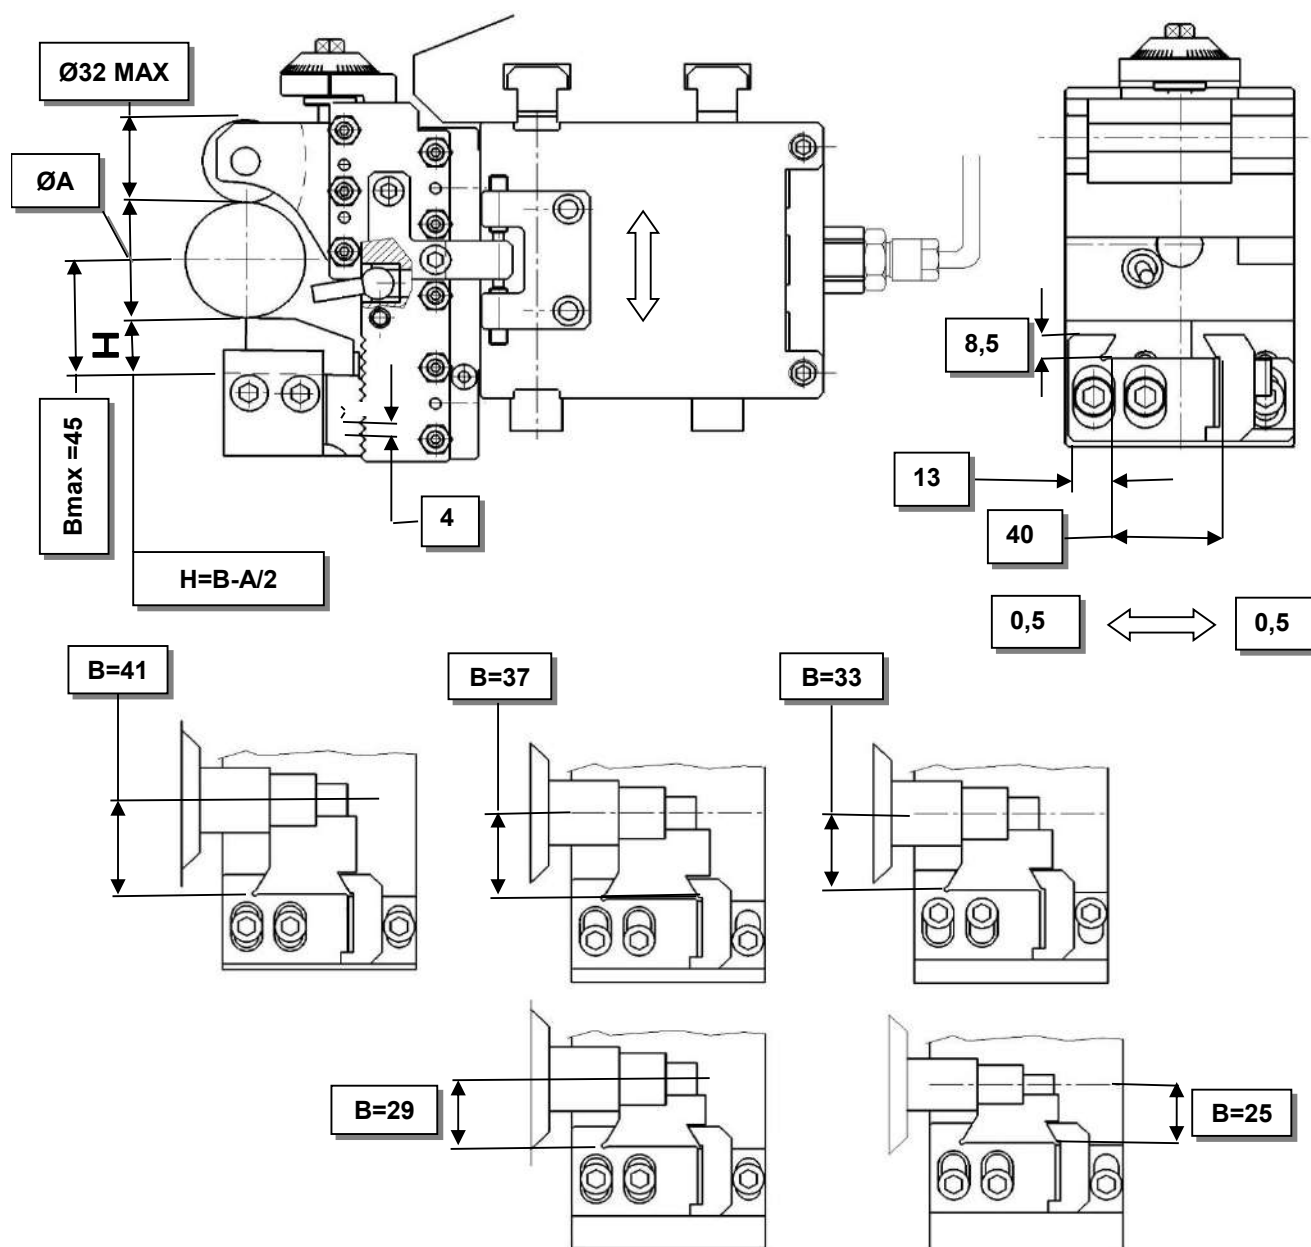 Ø32 MAX
ØA
H
Bmax =45
8,5
13
4
40
H=B-A/2
0,5
0,5
B=41
B=37
B=33
B=29
B=25